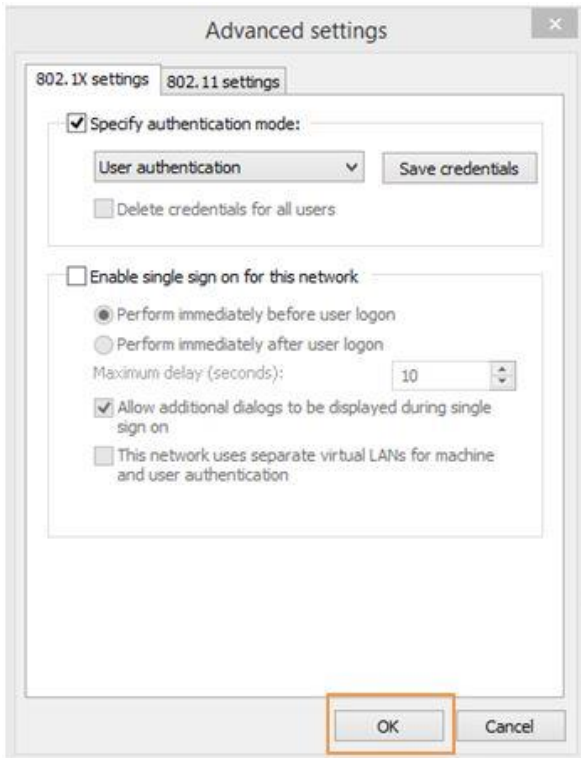 Advanced settings
802.1X settings
802.11 settings
Specify authentication mode:
User authentication
Save credentials
Delete credentials for all users
Enable single sign on for this network
Perform immediately before user logon
Perform immediately after user logon
Maximum delay (seconds):
10
Allow additional dialogs to be displayed during single
sign on
This network uses separate virtual LANs for machine
and user authentication
OK
Cancel